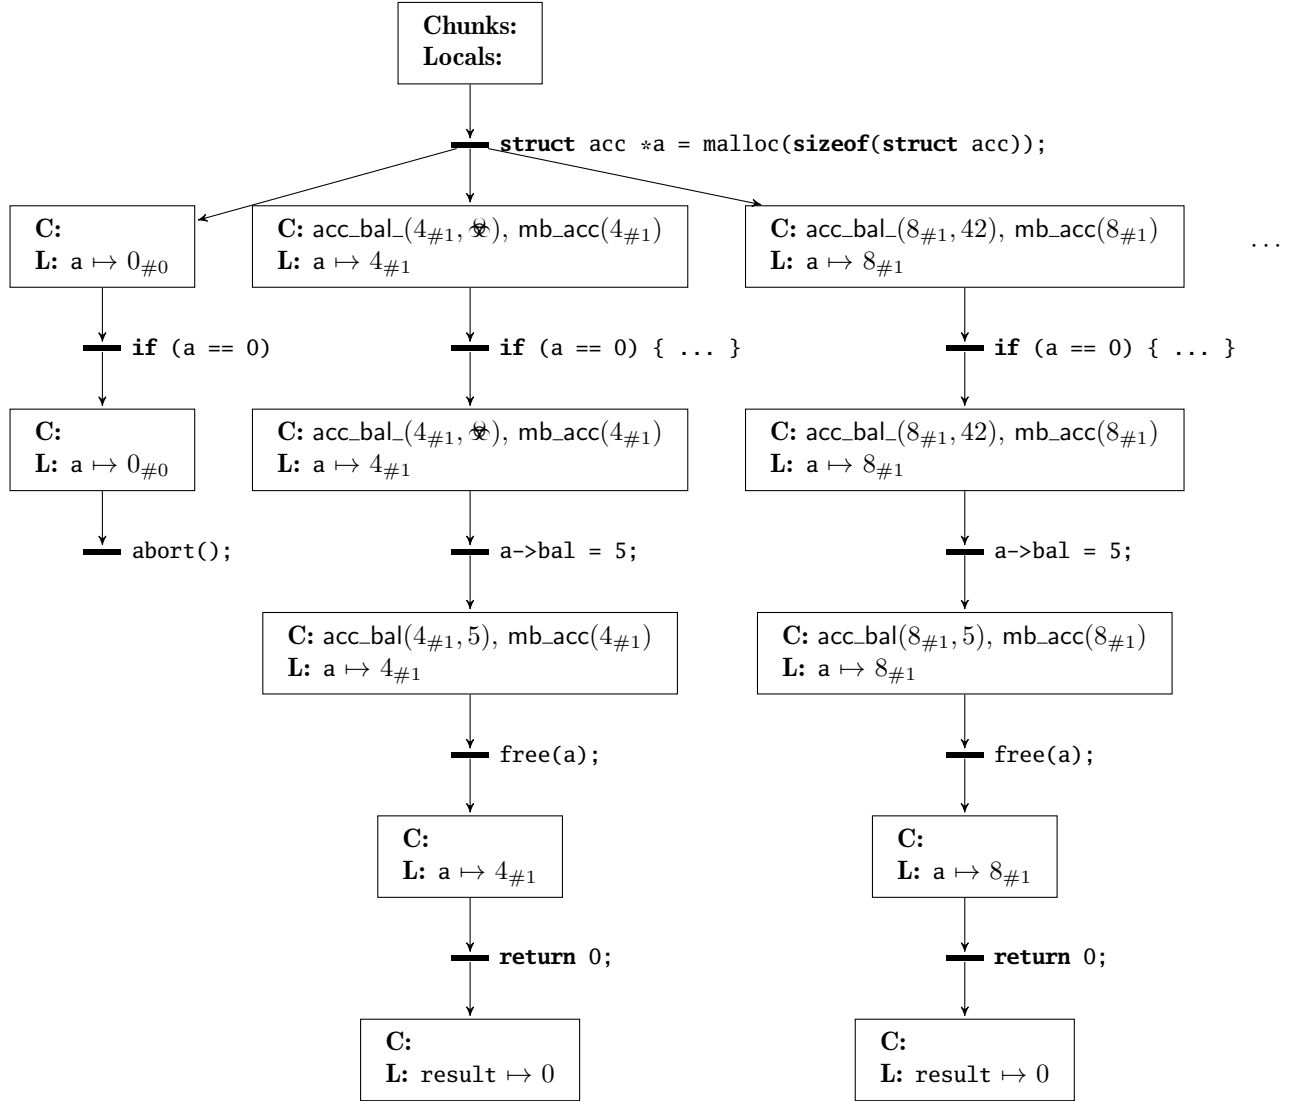 Chunks:
Locals:
struct acc *a = malloc(sizeof(struct acc));
C:
L: a ↦ 0#0
C: acc_bal_(4#1, ☣), mb_acc(4#1)
L: a ↦ 4#1
C: acc_bal_(8#1, 42), mb_acc(8#1)
L: a ↦ 8#1
...
if (a == 0)
if (a == 0) { ... }
if (a == 0) { ... }
C:
L: a ↦ 0#0
C: acc_bal_(4#1, ☣), mb_acc(4#1)
L: a ↦ 4#1
C: acc_bal_(8#1, 42), mb_acc(8#1)
L: a ↦ 8#1
abort();
a->bal = 5;
a->bal = 5;
C: acc_bal(4#1, 5), mb_acc(4#1)
L: a ↦ 4#1
C: acc_bal(8#1, 5), mb_acc(8#1)
L: a ↦ 8#1
free(a);
free(a);
C:
L: a ↦ 4#1
C:
L: a ↦ 8#1
return 0;
return 0;
C:
L: result ↦ 0
C:
L: result ↦ 0